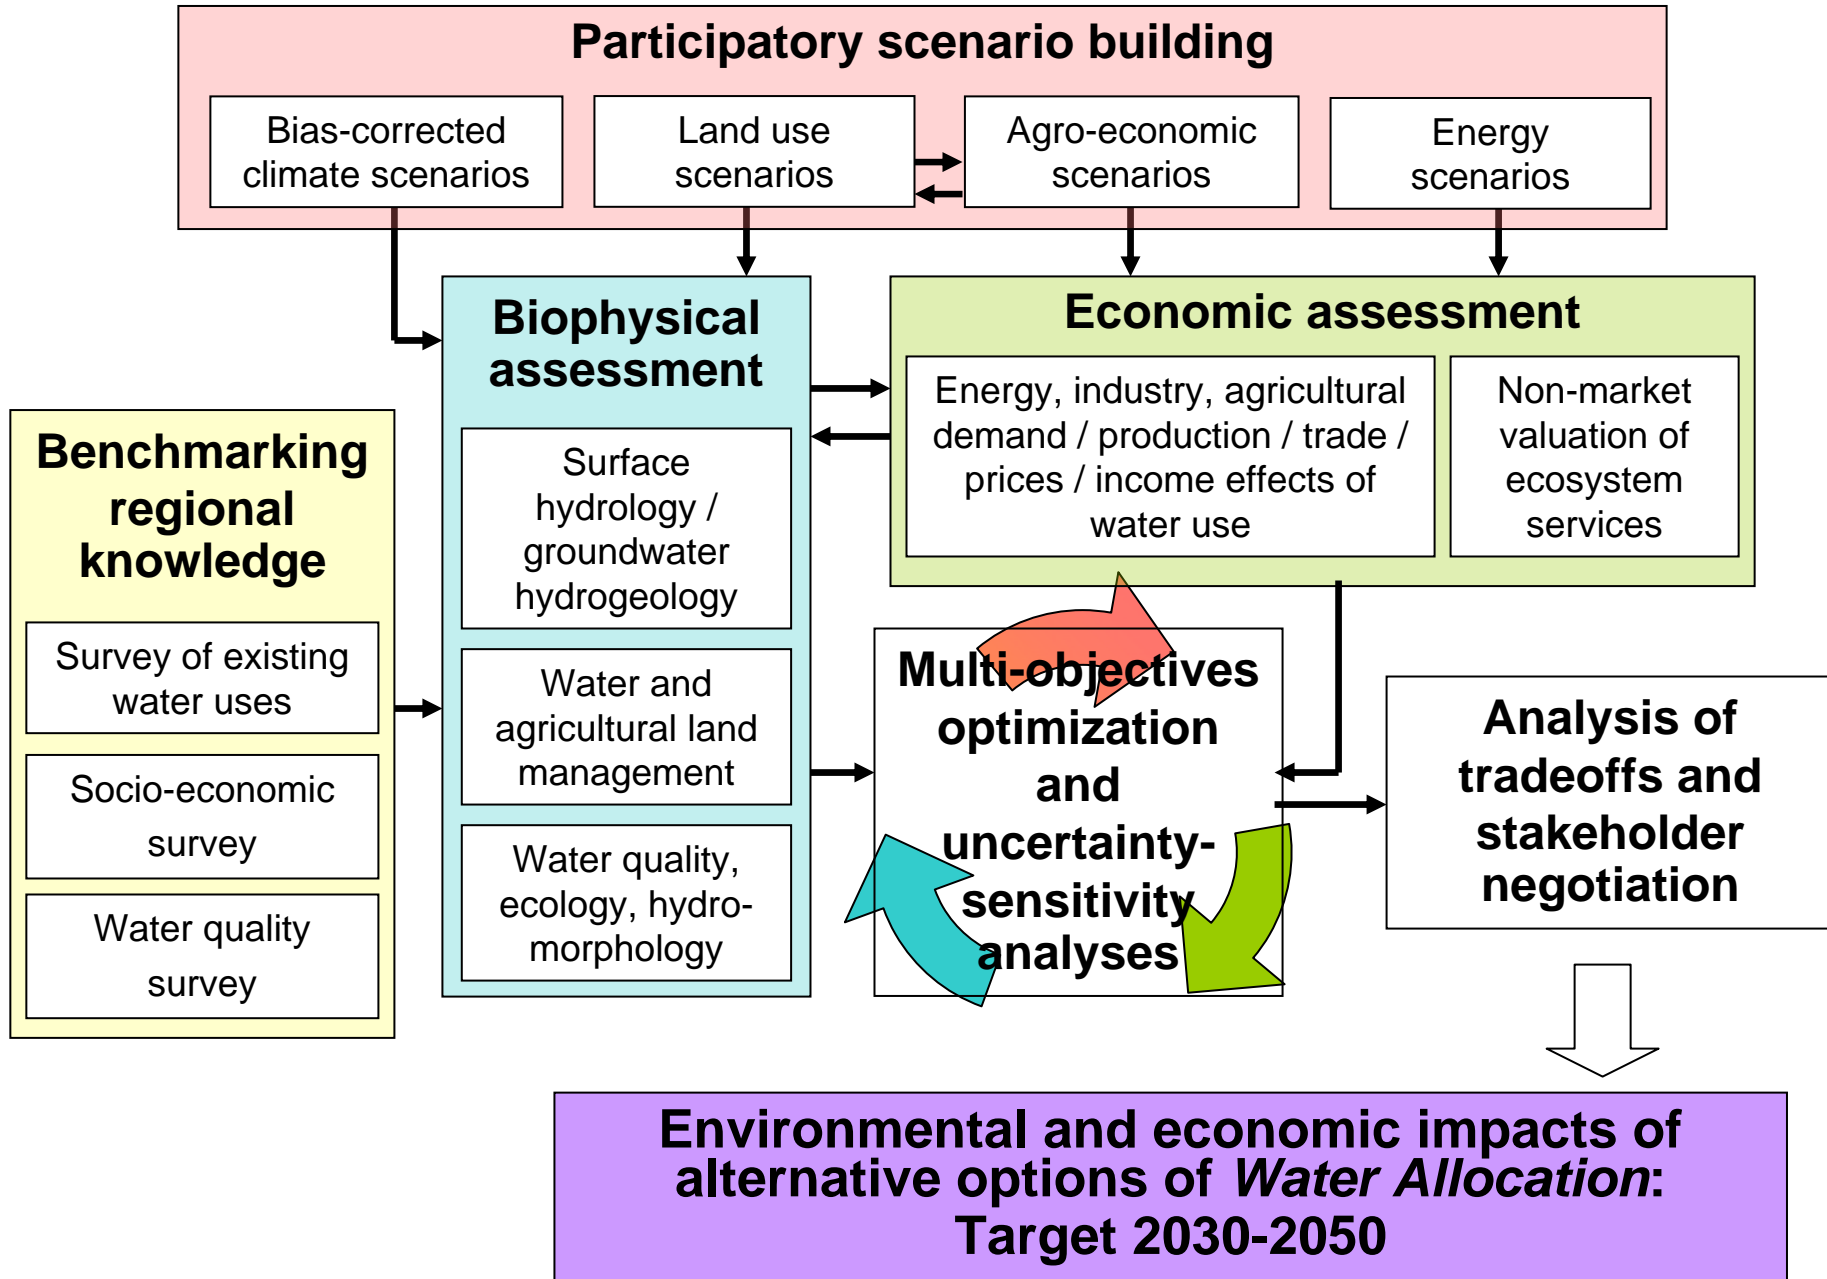 Participatory scenario building
Bias-corrected
climate scenarios
Land use
scenarios
Agro-economic
scenarios
Energy
scenarios
Biophysical
assessment
Surface
hydrology /
groundwater
hydrogeology
Water and
agricultural land
management
Water quality,
ecology, hydro-
morphology
Economic assessment
Energy, industry, agricultural
demand / production / trade /
prices / income effects of
water use
Non-market
valuation of
ecosystem
services
Benchmarking
regional
knowledge
Survey of existing
water uses
Socio-economic
survey
Water quality
survey
Multi-objectives
optimization
and
uncertainty-
sensitivity
analyses
Analysis of
tradeoffs and
stakeholder
negotiation
Environmental and economic impacts of
alternative options of Water Allocation:
Target 2030-2050